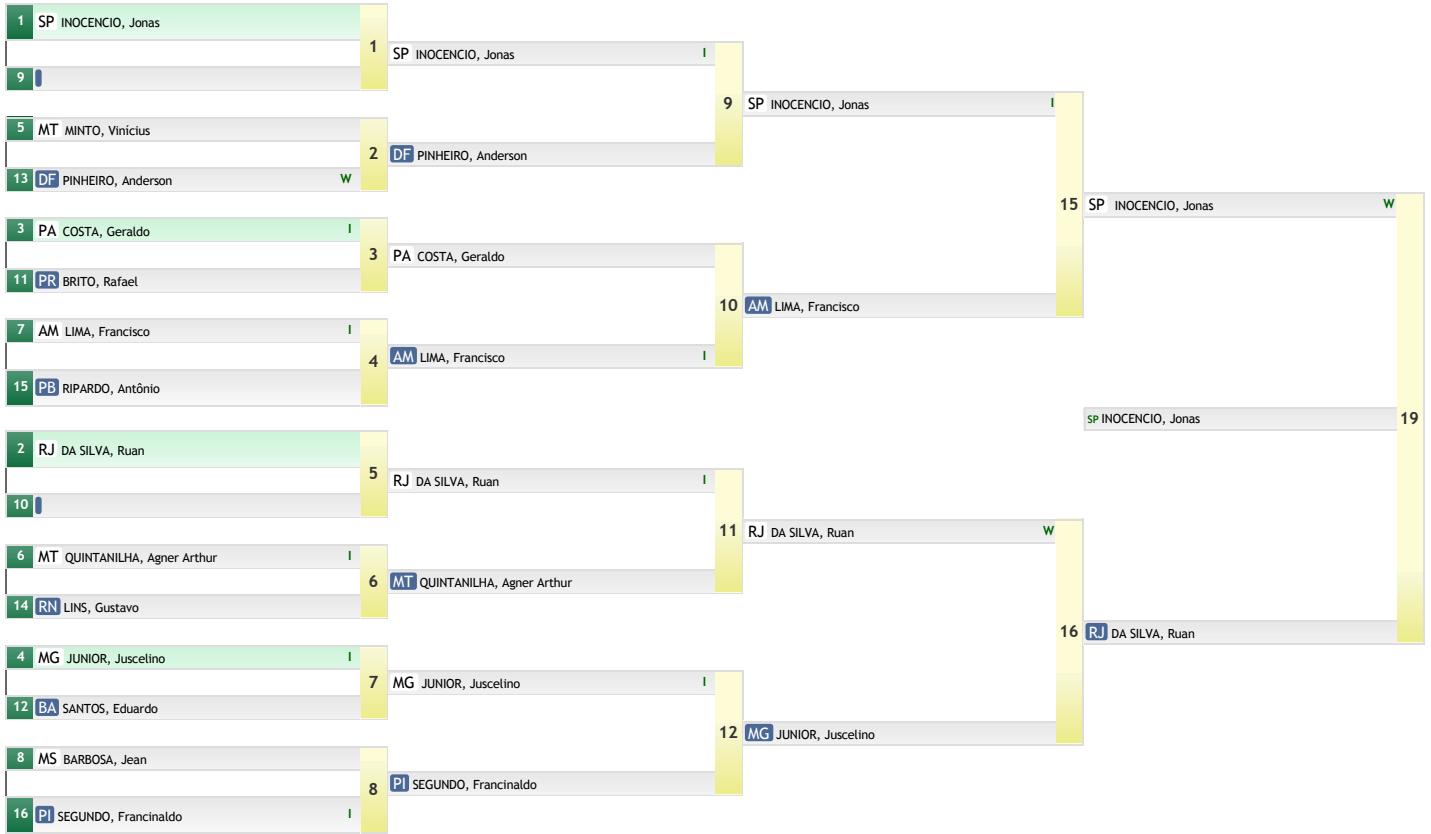 1 SP INOCENCIO, Jonas
1
SP INOCENCIO, Jonas I
9
9
SP INOCENCIO, Jonas I
5 MT MINTO, Vinícius
2
DF PINHEIRO, Anderson
13 DF PINHEIRO, Anderson W
15
SP INOCENCIO, Jonas W
3 PA COSTA, Geraldo I
3
PA COSTA, Geraldo
11 PR BRITO, Rafael
10
AM LIMA, Francisco
7 AM LIMA, Francisco I
4
AM LIMA, Francisco I
15 PB RIPARDO, Antônio
SP INOCENCIO, Jonas
19
2 RJ DA SILVA, Ruan
5
RJ DA SILVA, Ruan I
10
11
RJ DA SILVA, Ruan W
6 MT QUINTANILHA, Agner Arthur I
6
MT QUINTANILHA, Agner Arthur
14 RN LINS, Gustavo
16
RJ DA SILVA, Ruan
4 MG JUNIOR, Juscelino I
7
MG JUNIOR, Juscelino I
12 BA SANTOS, Eduardo
12
MG JUNIOR, Juscelino
8 MS BARBOSA, Jean
8
PI SEGUNDO, Francinaldo
16 PI SEGUNDO, Francinaldo I